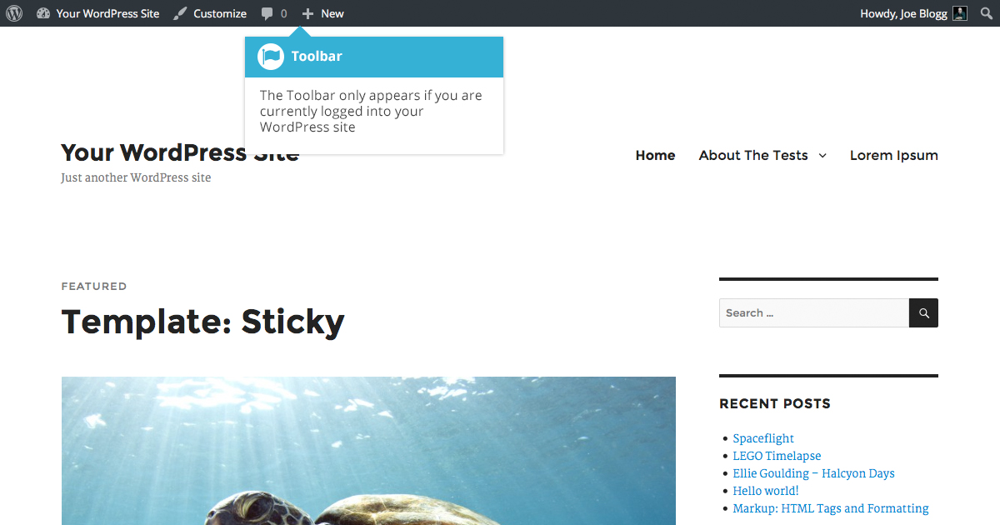 Your WordPress Site Customize 0 New Howdy, Joe Blogg
Toolbar
The Toolbar only appears if you are
currently logged into your
WordPress site
Your WordPress Site
Just another WordPress site
Home About The Tests Lorem Ipsum
FEATURED
Template: Sticky
Search ...
RECENT POSTS
Spaceflight
LEGO Timelapse
Ellie Goulding – Halcyon Days
Hello world!
Markup: HTML Tags and Formatting